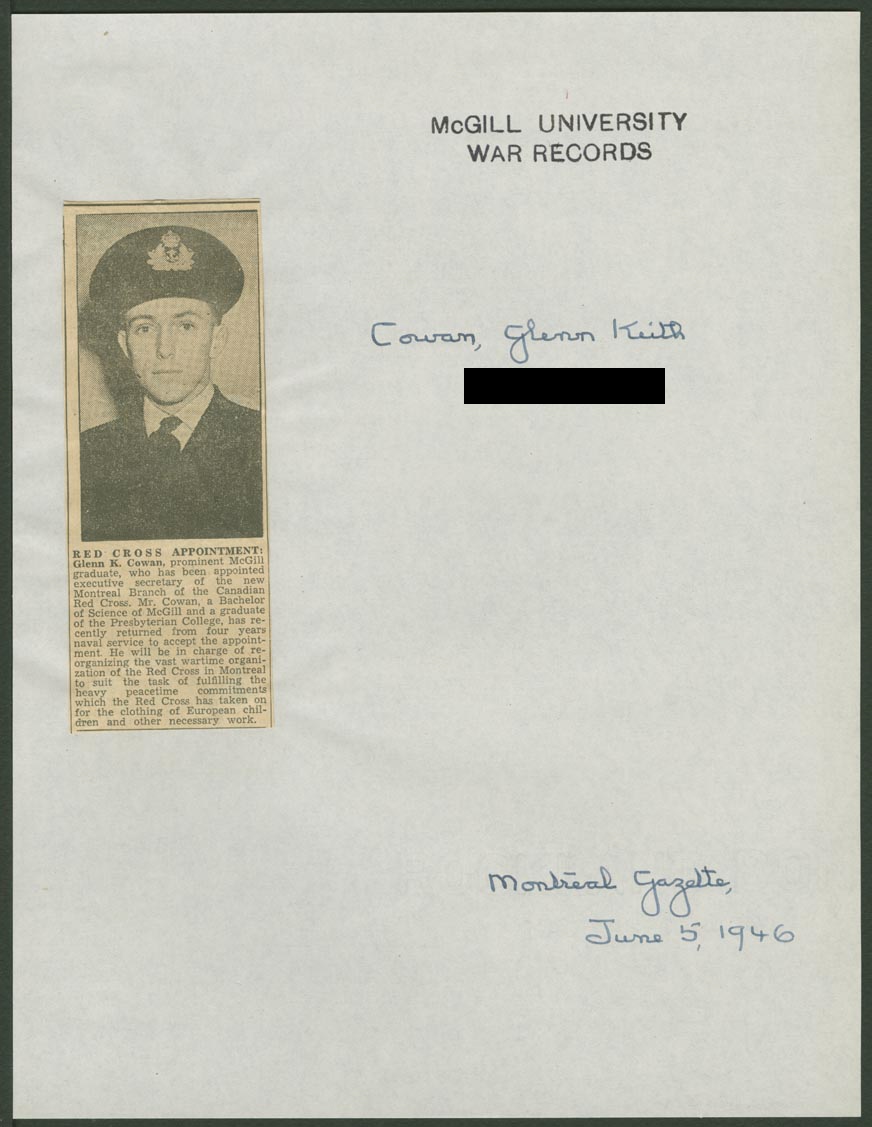 McGILL UNIVERSITY
WAR RECORDS
Cowan, Glenn Keith
RED CROSS APPOINTMENT:
Glenn K. Cowan, prominent McGill
graduate, who has been appointed
executive secretary of the new
Montreal Branch of the Canadian
Red Cross. Mr. Cowan, a Bachelor
of Science of McGill and a graduate
of the Presbyterian College, has re-
cently returned from four years
naval service to accept the appoint-
ment. He will be in charge of re-
organizing the vast wartime organi-
zation of the Red Cross in Montreal
to suit the task of fulfilling the
heavy peacetime commitments
which the Red Cross has taken on
for the clothing of European chil-
dren and other necessary work.
Montreal Gazette,
June 5, 1946